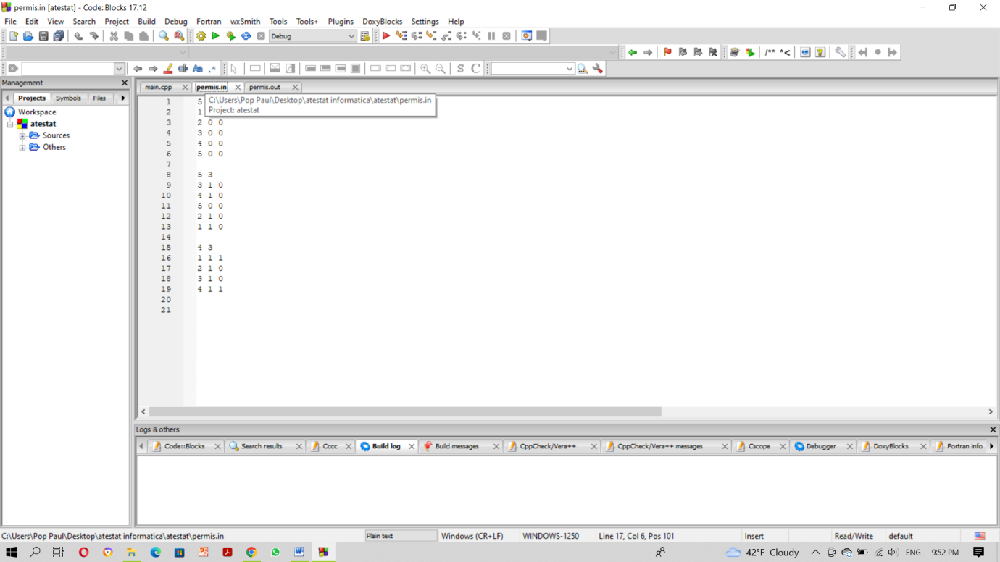 permis.in [atestat] - Code::Blocks 17.12
File Edit View Search Project Build Debug Fortran wxSmith Tools Tools+ Plugins DoxyBlocks Settings Help
Debug
/** *<
S C
Management
Projects Symbols Files
Workspace
atestat
Sources
Others
main.cpp permis.in permis.out
C:\Users\Pop Paul\Desktop\atestat informatica\atestat\permis.in
Project: atestat
1 5
2 1
3 2 0 0
4 3 0 0
5 4 0 0
6 5 0 0
7
8 5 3
9 3 1 0
10 4 1 0
11 5 0 0
12 2 1 0
13 1 1 0
14
15 4 3
16 1 1 1
17 2 1 0
18 3 1 0
19 4 1 1
20
21
Logs & others
Code::Blocks Search results Cccc Build log Build messages CppCheck/Vera++ CppCheck/Vera++ messages Cscope Debugger DoxyBlocks Fortran info
C:\Users\Pop Paul\Desktop\atestat informatica\atestat\permis.in Plain text Windows (CR+LF) WINDOWS-1250 Line 17, Col 6, Pos 101 Insert Read/Write default
42°F Cloudy ENG 9:52 PM